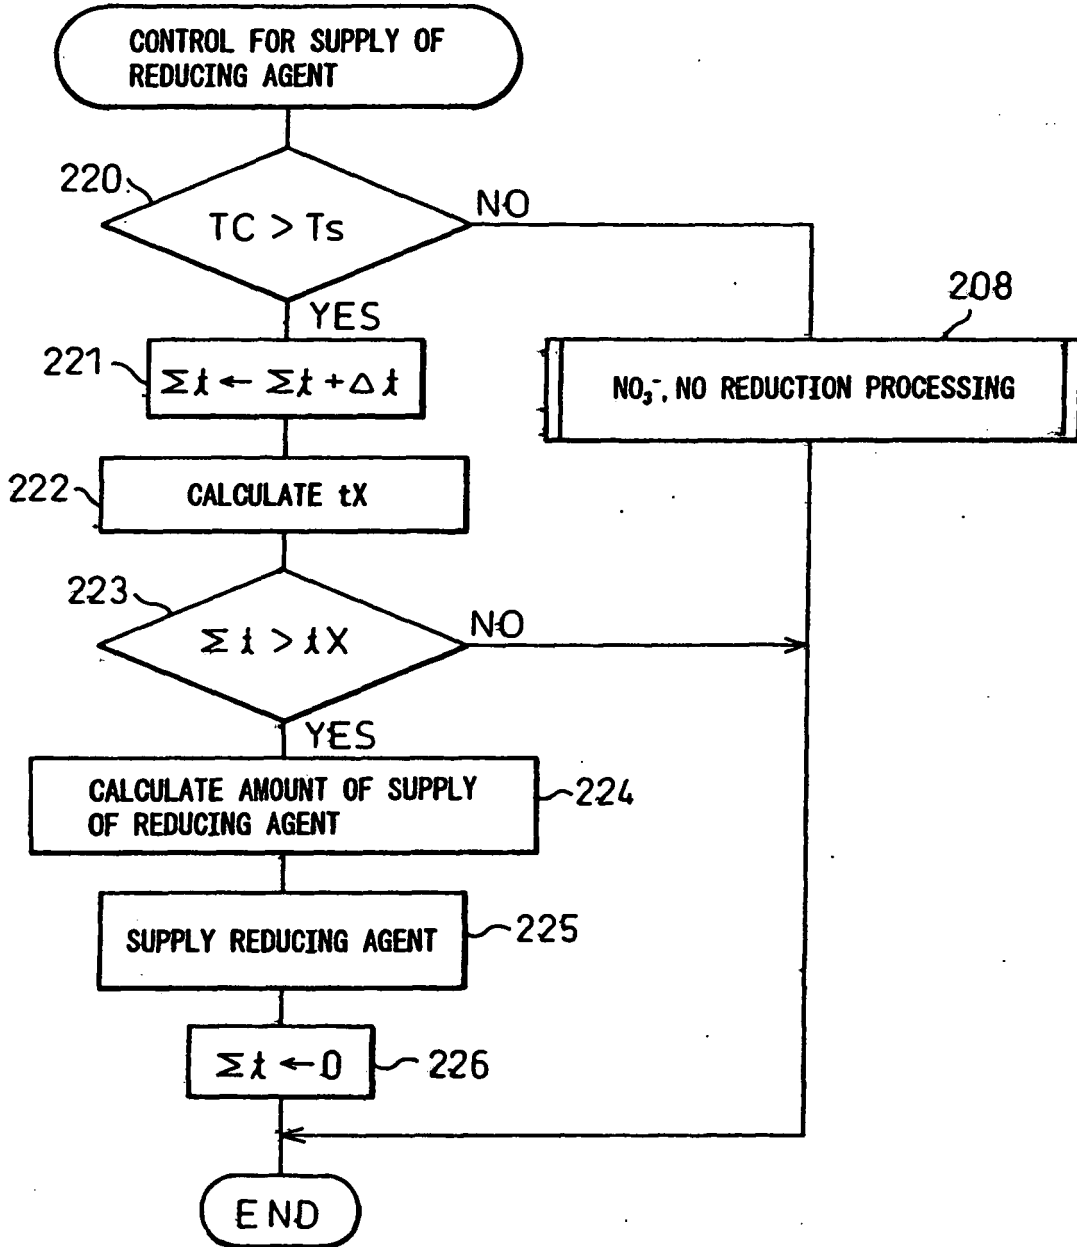 CONTROL FOR SUPPLY OF
REDUCING AGENT
220
TC > Ts
NO
YES
208
NO₃⁻, NO REDUCTION PROCESSING
221
Σt ← Σt + Δt
222
CALCULATE tX
223
Σt > tX
NO
YES
CALCULATE AMOUNT OF SUPPLY
OF REDUCING AGENT
224
SUPPLY REDUCING AGENT
225
Σt ← 0
226
END